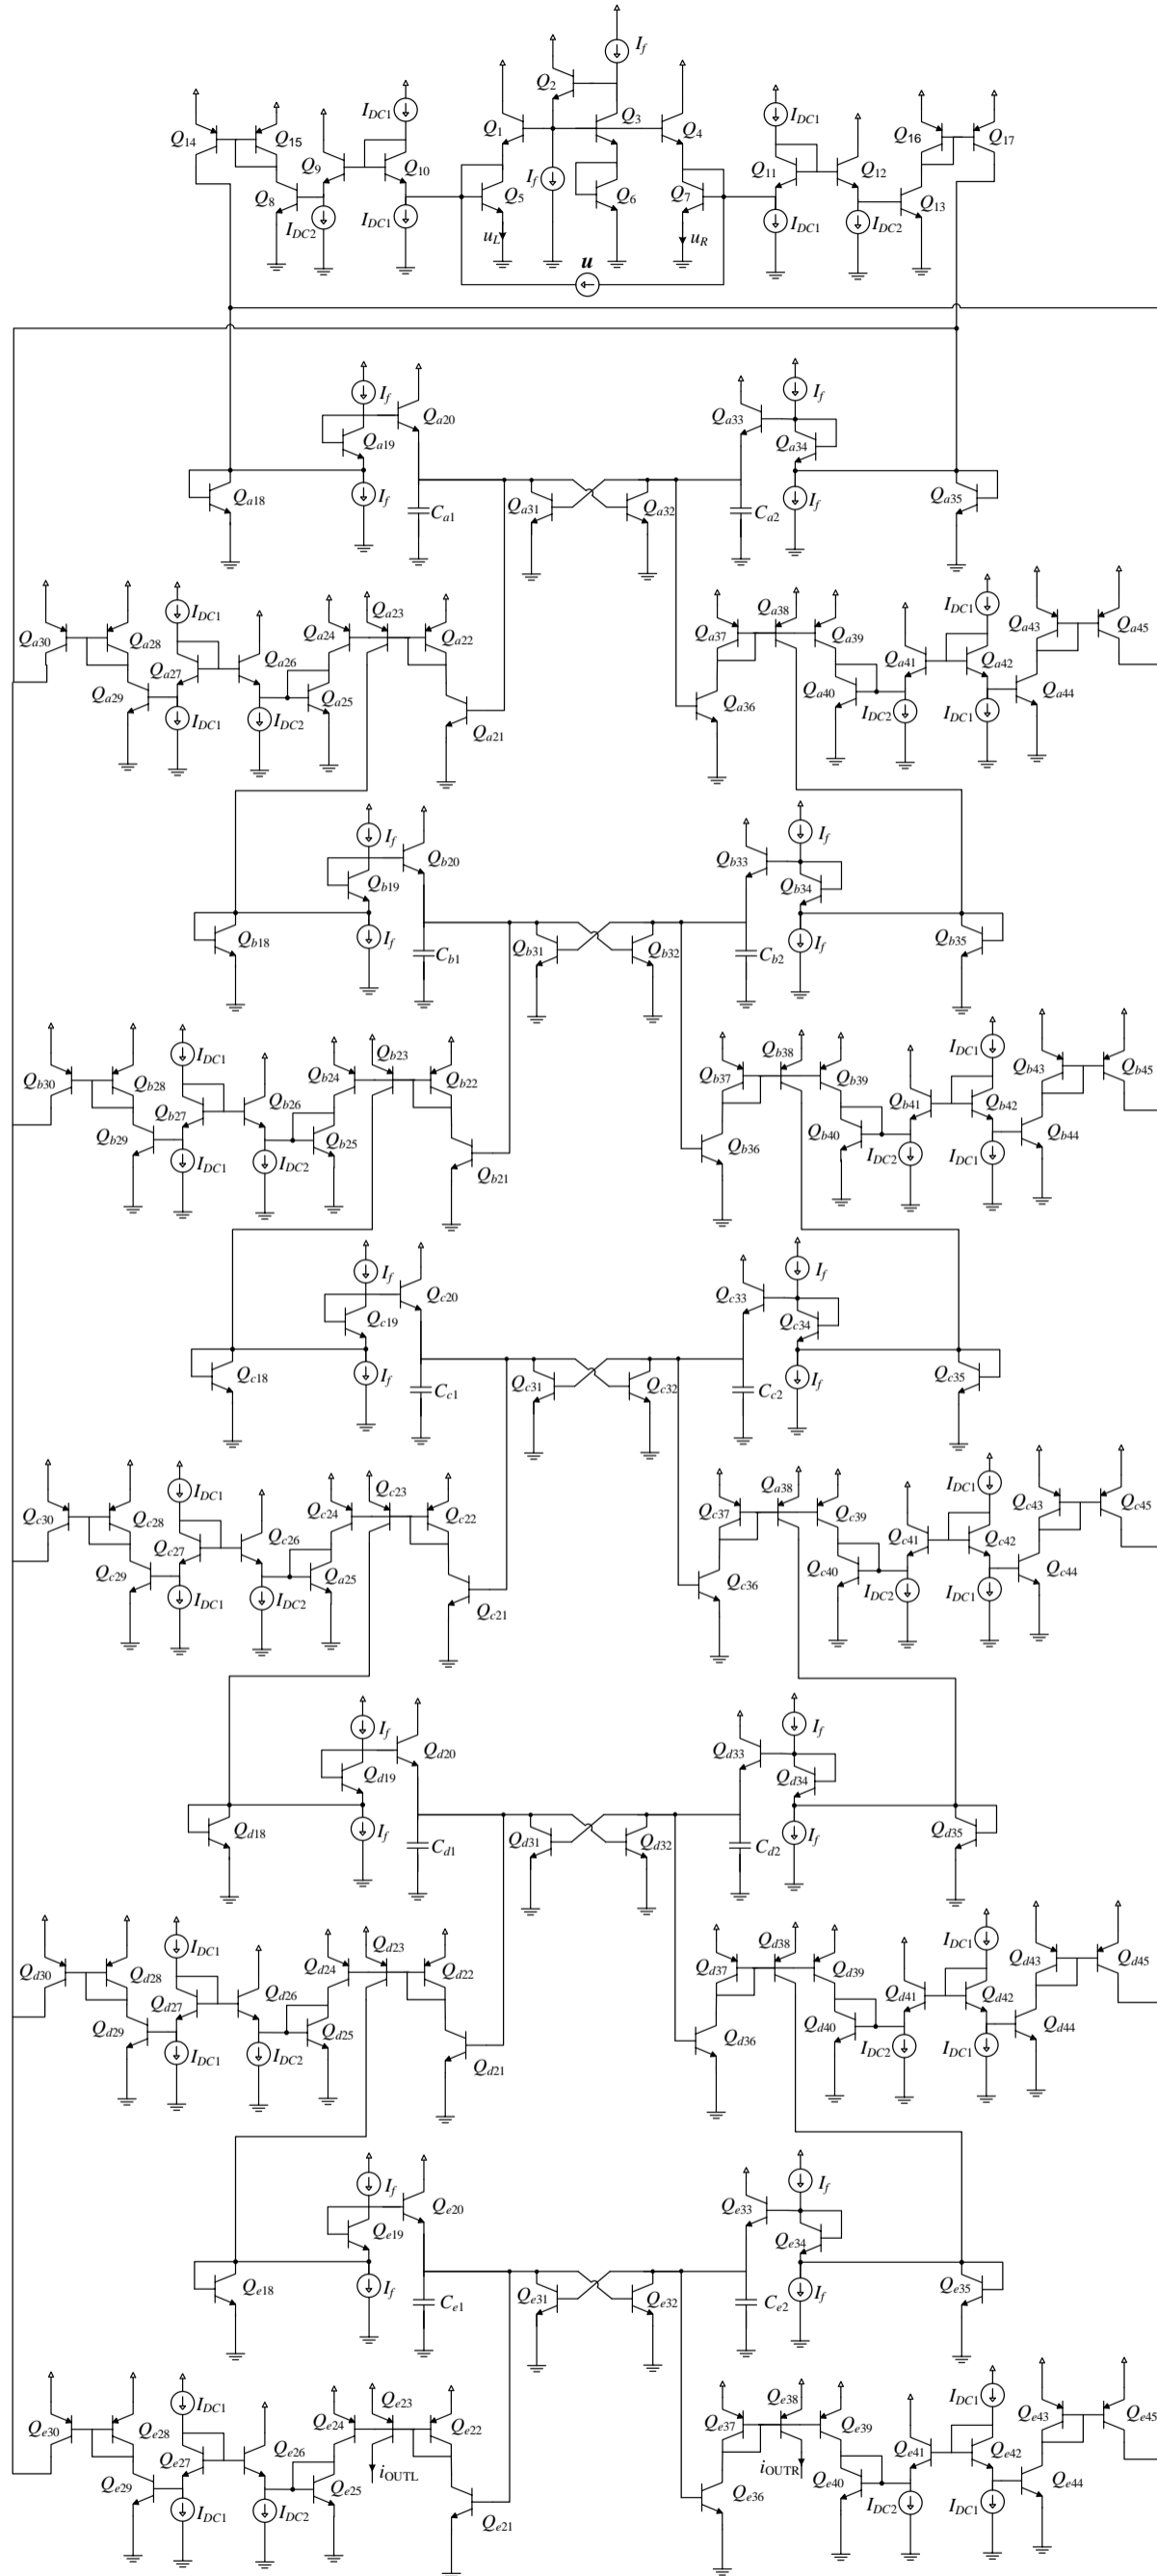 I_f
Q_2
I_DC1 Q_1 Q_3 Q_4 I_DC1
Q_14 Q_15 Q_9 Q_10 I_f Q_11 Q_12 Q_16 Q_17
Q_8 Q_5 Q_6 Q_7 Q_13
I_DC2 I_DC1 u_L u_R I_DC1 I_DC2
u
I_f I_f
Q_a20 Q_a33
Q_a19 Q_a34
Q_a18 I_f C_a1 Q_a31 Q_a32 C_a2 I_f Q_a35
I_DC1 Q_a23 Q_a38 I_DC1
Q_a30 Q_a28 Q_a24 Q_a22 Q_a37 Q_a39 Q_a43 Q_a45
Q_a27 Q_a26 Q_a41 Q_a42
Q_a29 Q_a25 Q_a40 Q_a44
I_DC1 I_DC2 Q_a21 Q_a36 I_DC2 I_DC1
I_f I_f
Q_b20 Q_b33
Q_b19 Q_b34
Q_b18 I_f C_b1 Q_b31 Q_b32 C_b2 I_f Q_b35
I_DC1 Q_b23 Q_b38 I_DC1
Q_b30 Q_b28 Q_b24 Q_b22 Q_b37 Q_b39 Q_b43 Q_b45
Q_b27 Q_b26 Q_b41 Q_b42
Q_b29 Q_b25 Q_b40 Q_b44
I_DC1 I_DC2 Q_b21 Q_b36 I_DC2 I_DC1
I_f I_f
Q_c20 Q_c33
Q_c19 Q_c34
Q_c18 I_f C_c1 Q_c31 Q_c32 C_c2 I_f Q_c35
I_DC1 Q_c23 Q_a38 I_DC1
Q_c30 Q_c28 Q_c24 Q_c22 Q_c37 Q_c39 Q_c43 Q_c45
Q_c27 Q_c26 Q_c41 Q_c42
Q_c29 Q_a25 Q_c40 Q_c44
I_DC1 I_DC2 Q_c21 Q_c36 I_DC2 I_DC1
I_f I_f
Q_d20 Q_d33
Q_d19 Q_d34
Q_d18 I_f C_d1 Q_d31 Q_d32 C_d2 I_f Q_d35
I_DC1 Q_d23 Q_d38 I_DC1
Q_d30 Q_d28 Q_d24 Q_d22 Q_d37 Q_d39 Q_d43 Q_d45
Q_d27 Q_d26 Q_d41 Q_d42
Q_d29 Q_d25 Q_d40 Q_d44
I_DC1 I_DC2 Q_d21 Q_d36 I_DC2 I_DC1
I_f I_f
Q_e20 Q_e33
Q_e19 Q_e34
Q_e18 I_f C_e1 Q_e31 Q_e32 C_e2 I_f Q_e35
I_DC1 Q_e23 Q_e38 I_DC1
Q_e30 Q_e28 Q_e24 Q_e22 Q_e37 Q_e39 Q_e43 Q_e45
Q_e27 Q_e26 i_OUTL i_OUTR Q_e41 Q_e42
Q_e29 Q_e25 Q_e40 Q_e44
I_DC1 I_DC2 Q_e21 Q_e36 I_DC2 I_DC1